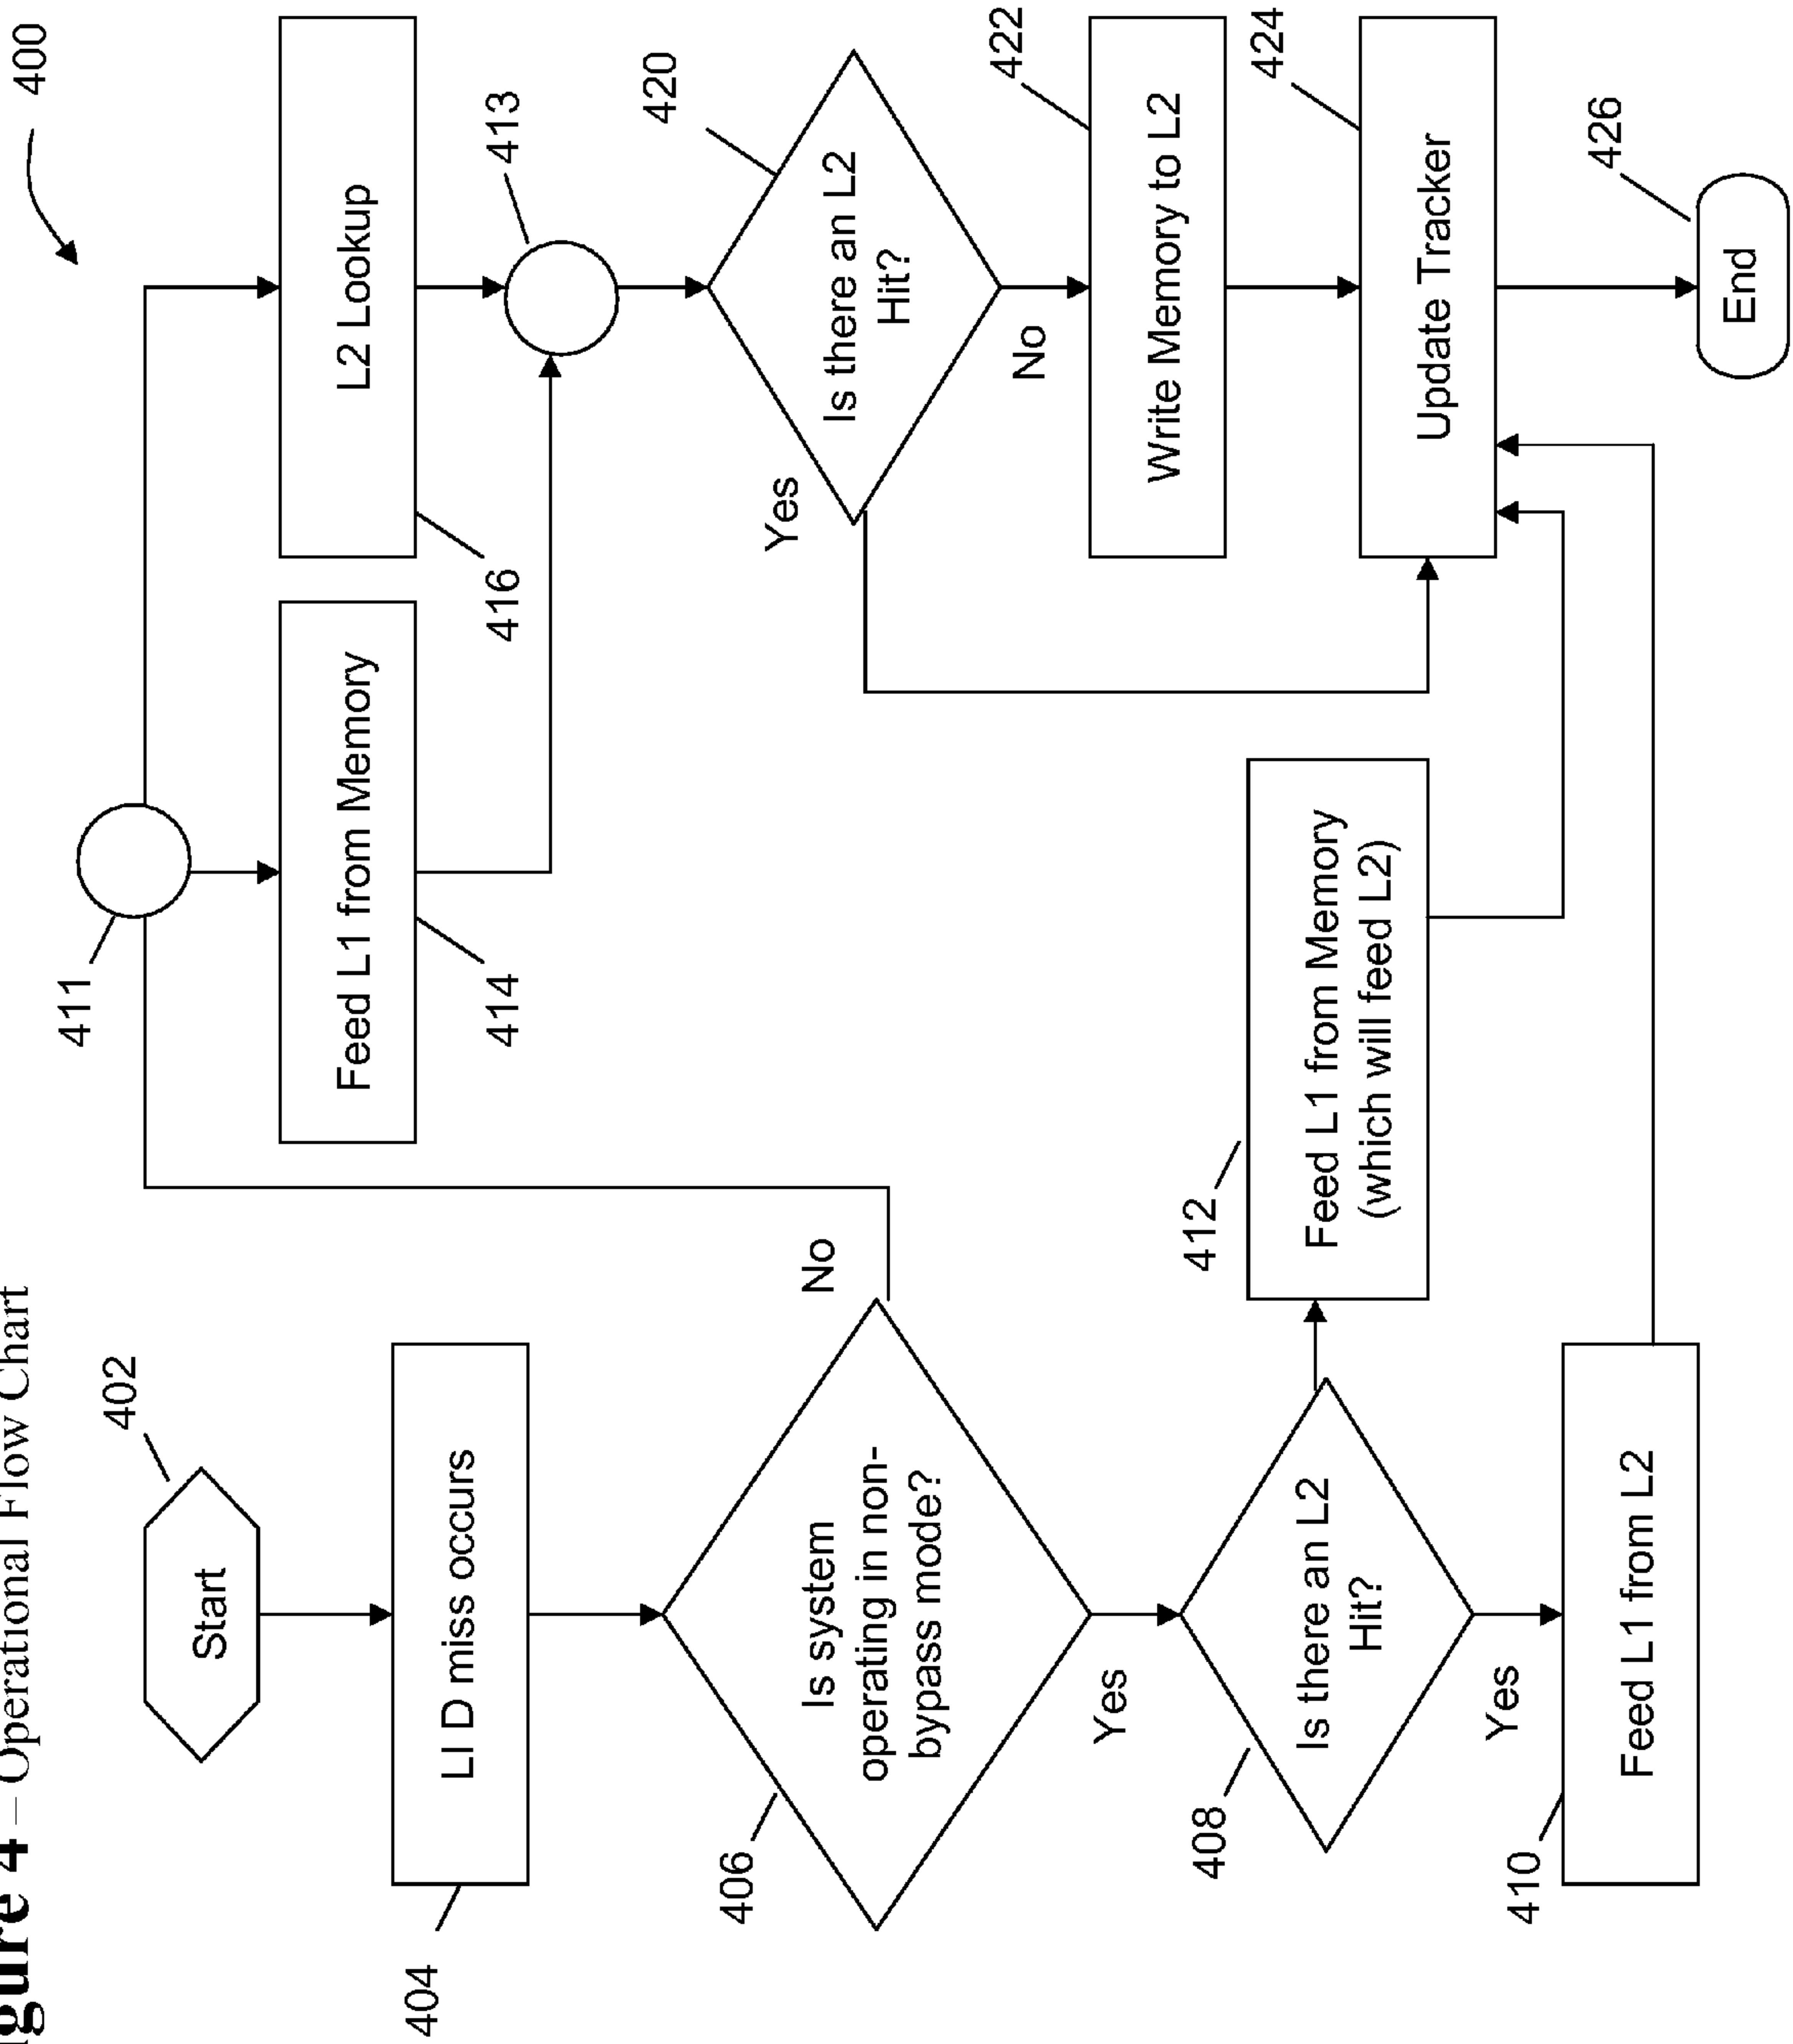 gure 4 – Operational Flow Chart
400
402
Start
411
404
LI D miss occurs
414
Feed L1 from Memory
416
L2 Lookup
413
406
Is system
operating in non-
bypass mode?
No
Yes
420
Is there an L2
Hit?
Yes
No
408
Is there an L2
Hit?
Yes
412
Feed L1 from Memory
(which will feed L2)
422
Write Memory to L2
424
Update Tracker
410
Feed L1 from L2
426
End